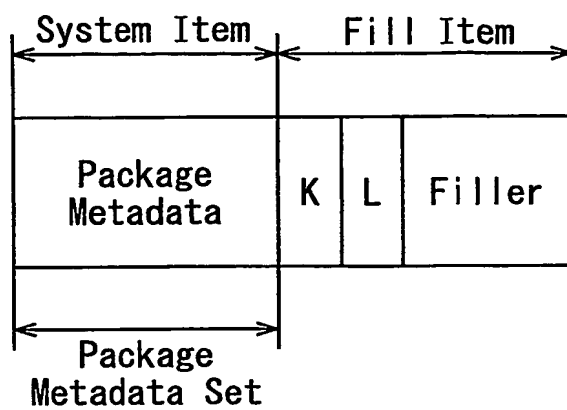 System Item Fill Item
Package
Metadata
K L Filler
Package
Metadata Set